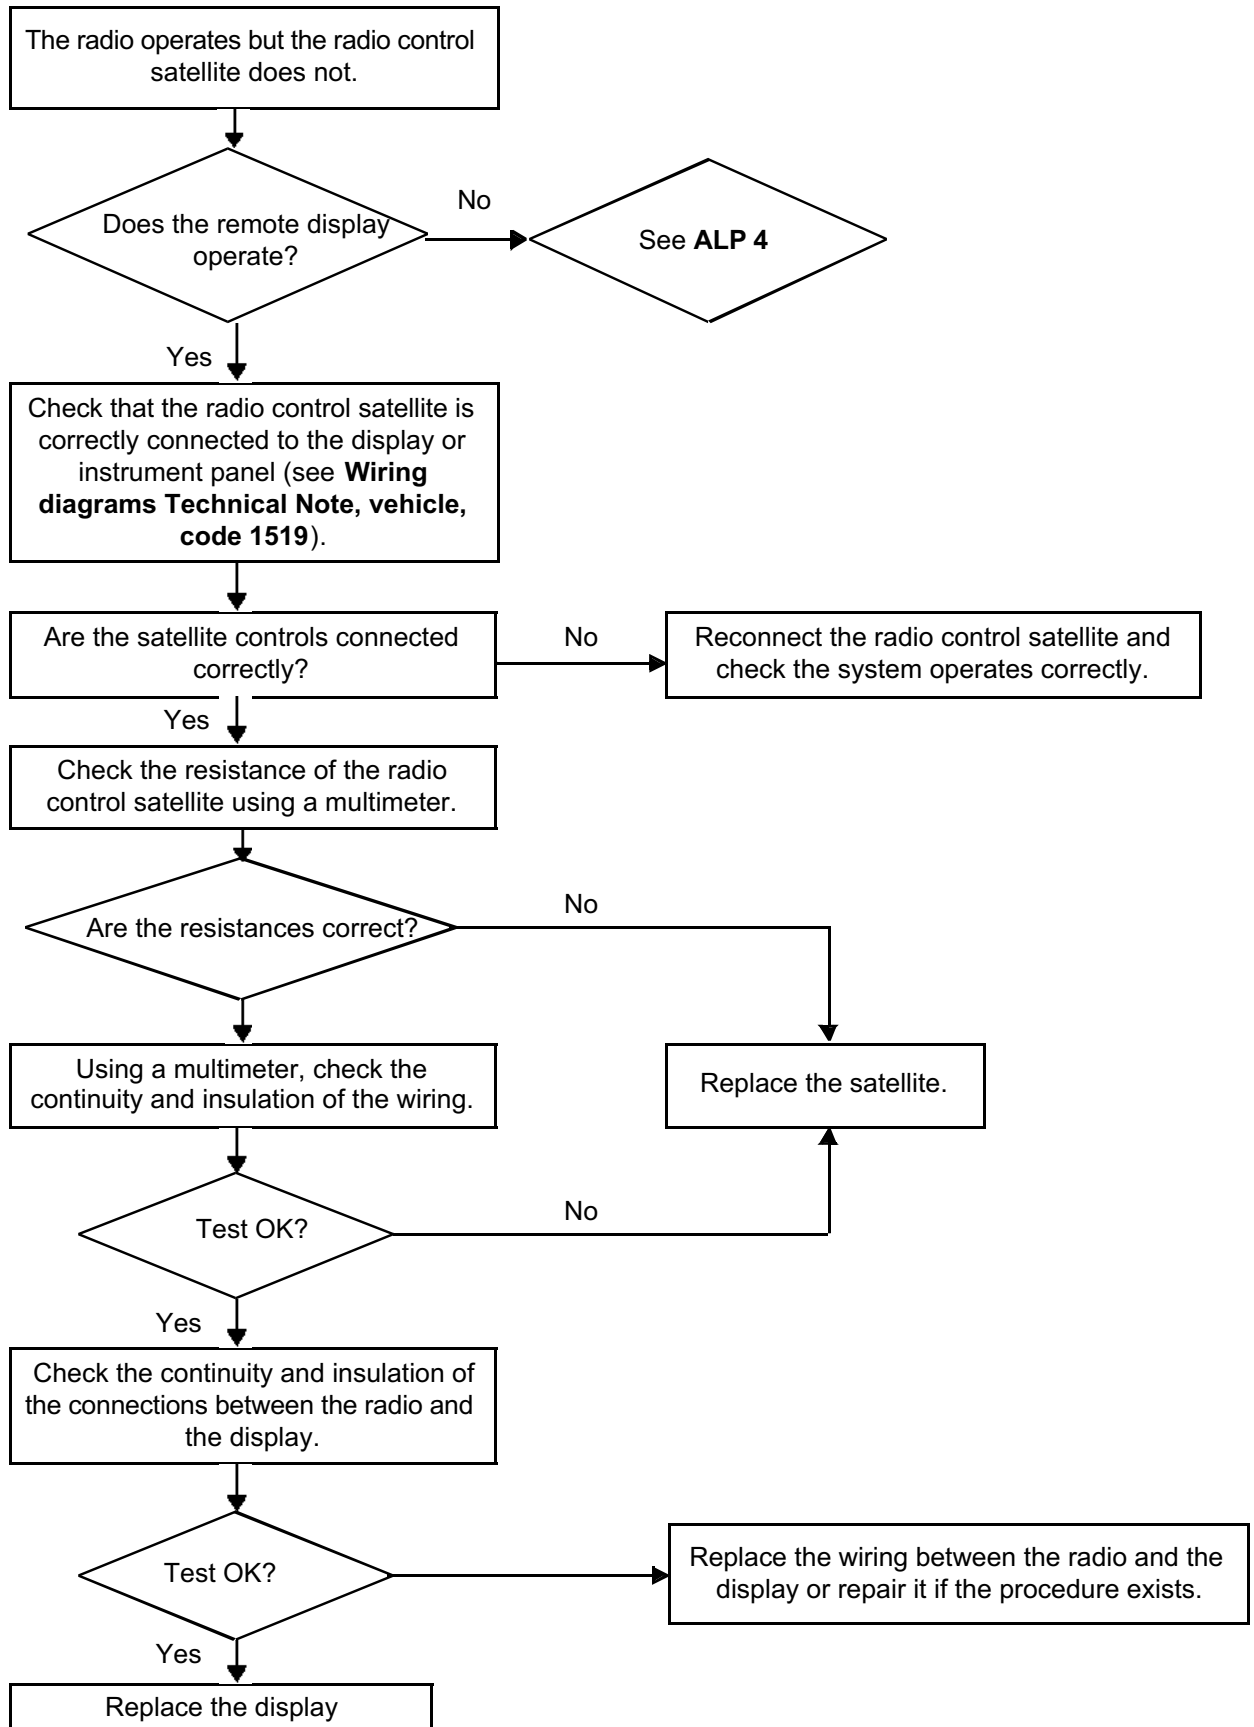 The radio operates but the radio control
satellite does not.
Does the remote display
operate?
No
See ALP 4
Yes
Check that the radio control satellite is
correctly connected to the display or
instrument panel (see Wiring
diagrams Technical Note, vehicle,
code 1519).
Are the satellite controls connected
correctly?
No
Reconnect the radio control satellite and
check the system operates correctly.
Yes
Check the resistance of the radio
control satellite using a multimeter.
Are the resistances correct?
No
Using a multimeter, check the
continuity and insulation of the wiring.
Replace the satellite.
Test OK?
No
Yes
Check the continuity and insulation of
the connections between the radio and
the display.
Test OK?
Replace the wiring between the radio and the
display or repair it if the procedure exists.
Yes
Replace the display